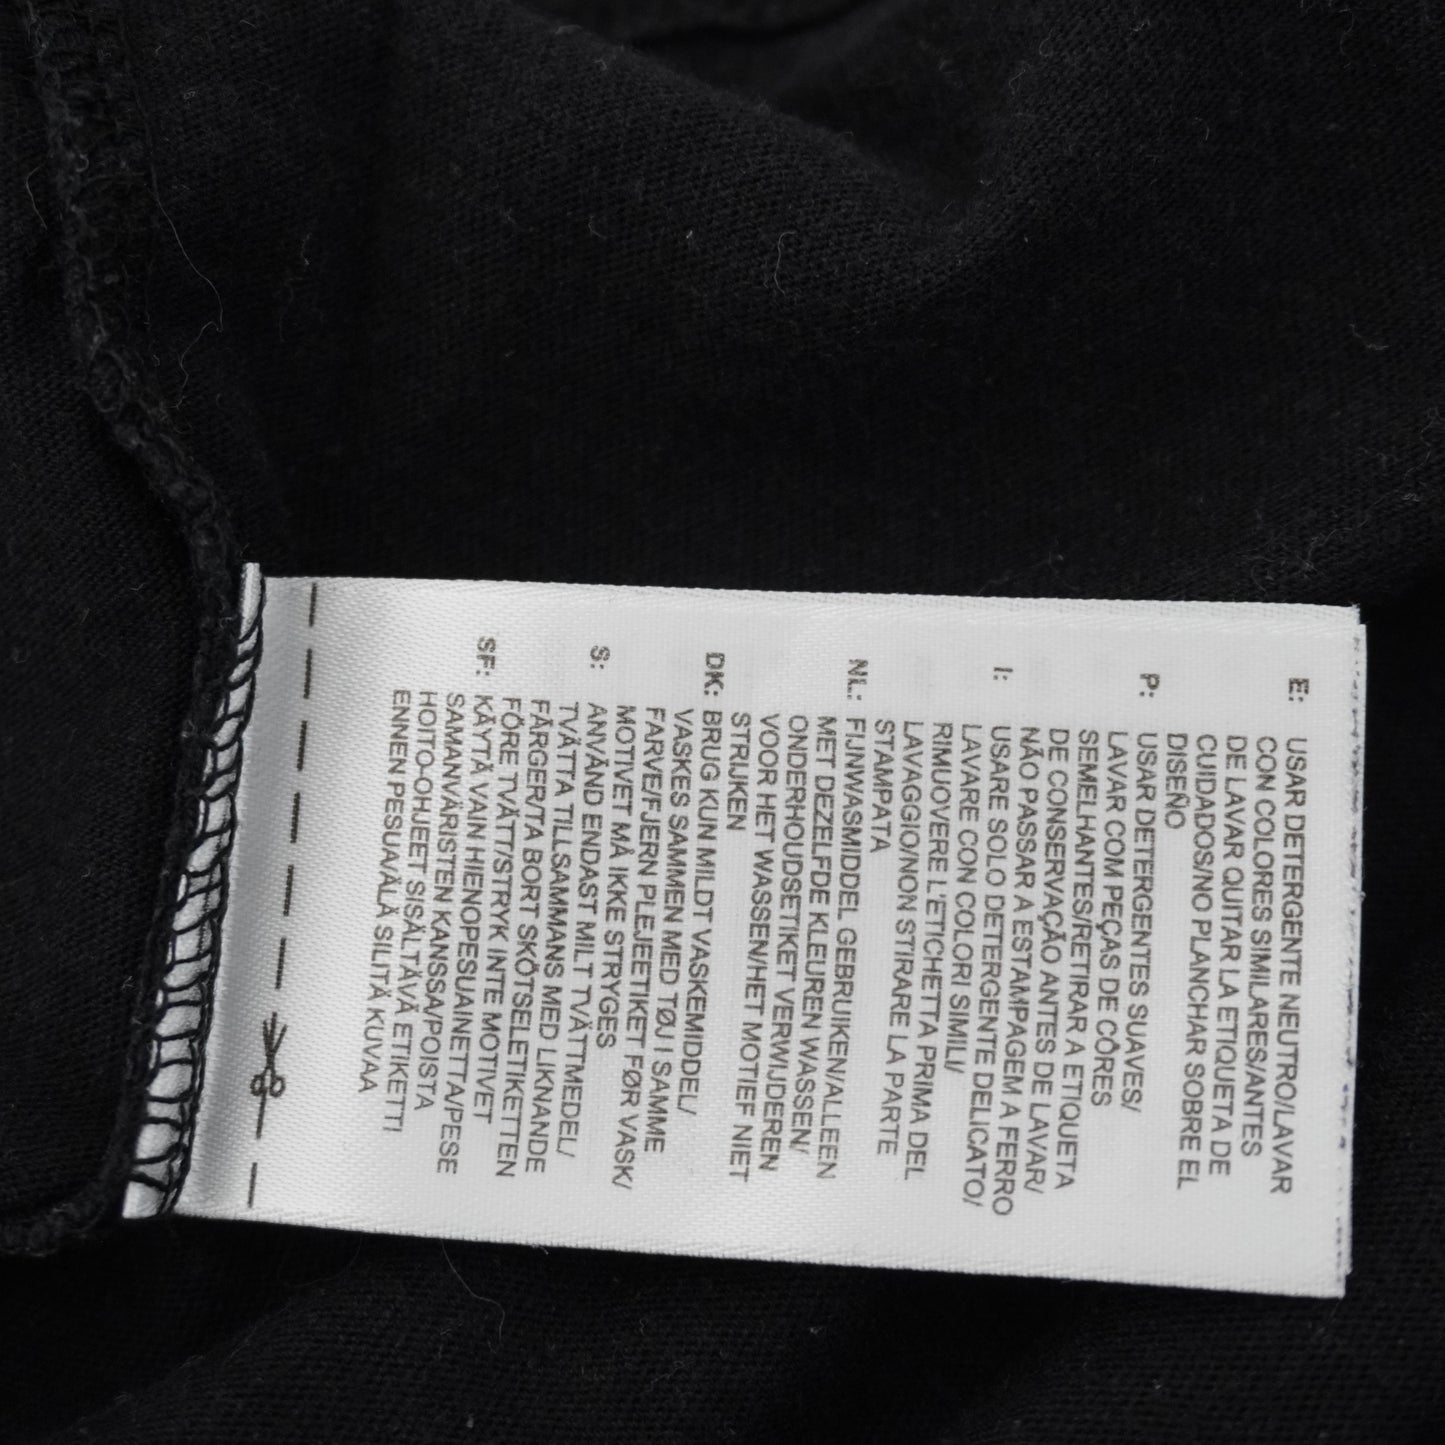 E: USAR DETERGENTE NEUTRO/LAVAR
CON COLORES SIMILARES/ANTES
DE LAVAR QUITAR LA ETIQUETA DE
CUIDADOS/NO PLANCHAR SOBRE EL
DISEÑO
P: USAR DETERGENTES SUAVES/
LAVAR COM PEÇAS DE CÔRES
SEMELHANTES/RETIRAR A ETIQUETA
DE CONSERVAÇÃO ANTES DE LAVAR/
NÃO PASSAR A ESTAMPAGEM A FERRO
I: USARE SOLO DETERGENTE DELICATO/
LAVARE CON COLORI SIMILI/
RIMUOVERE L'ETICHETTA PRIMA DEL
LAVAGGIO/NON STIRARE LA PARTE
STAMPATA
NL: FIJNWASMIDDEL GEBRUIKEN/ALLEEN
MET DEZELFDE KLEUREN WASSEN/
ONDERHOUDSETIKET VERWIJDEREN
VOOR HET WASSEN/HET MOTIEF NIET
STRIJKEN
DK: BRUG KUN MILDT VASKEMIDDEL/
VASKES SAMMEN MED TØJ I SAMME
FARVE/FJERN PLEJEETIKET FØR VASK/
MOTIVET MÅ IKKE STRYGES
S: ANVÄND ENDAST MILT TVÄTTMEDEL/
TVÄTTA TILLSAMMANS MED LIKNANDE
FÄRGER/TA BORT SKÖTSELETIKETTEN
FÖRE TVÄTT/STRYK INTE MOTIVET
SF: KÄYTÄ VAIN HIENOPESUAINETTA/PESE
SAMANVÄRISTEN KANSSA/POISTA
HOITO-OHJEET SISÄLTÄVÄ ETIKETTI
ENNEN PESUA/ÄLÄ SILITÄ KUVAA